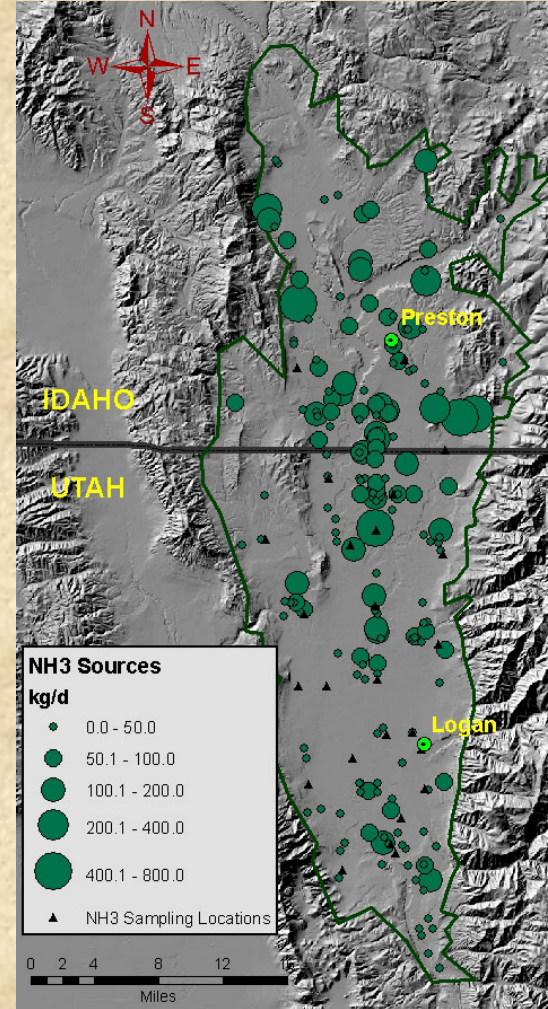 N
W E
S
Preston
IDAHO
UTAH
Logan
NH3 Sources
kg/d
0.0 - 50.0
50.1 - 100.0
100.1 - 200.0
200.1 - 400.0
400.1 - 800.0
NH3 Sampling Locations
0 2 4 8 12 16
Miles